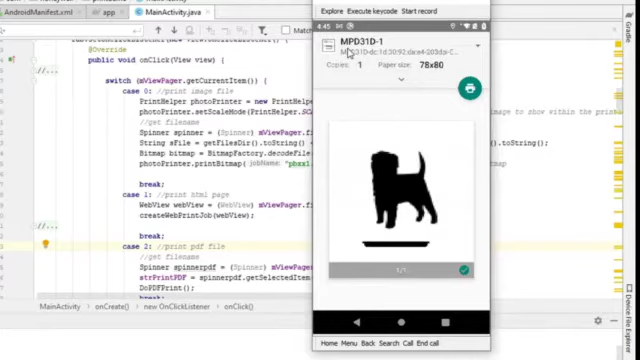 Explore Execute keycode Start record
AndroidManifest.xml
app
MainActivity.java
4:45
MPD31D-1
Copies: 1 Paper size: 78x80
1/1
@Override
public void onClick(View view) {
//...
switch (mViewPager.getCurrentItem()) {
case 0: //print image file
PrintHelper photoPrinter = new PrintHelper
photoPrinter.setScaleMode(PrintHelper.
image to show within the printed
//get filename
Spinner spinner = (Spinner) mViewPager.
String sFile = getFilesDir().toString()
.toString();
Bitmap bitmap = BitmapFactory.decodeFile
photoPrinter.printBitmap( jobName:
break;
case 1: //print html page
WebView webView = (WebView) mViewPager.
createWebPrintJob(webView);
//...
break;
case 2: //print pdf file
//get filename
Spinner spinnerpdf = (Spinner) mViewPager.
strPrintPDF = spinnerpdf.getSelectedItem
DoPDFPrint();
break;
MainActivity onCreate() new OnClickListener onClick()
Home Menu Back Search Call End call
Gradle
Device File Explorer